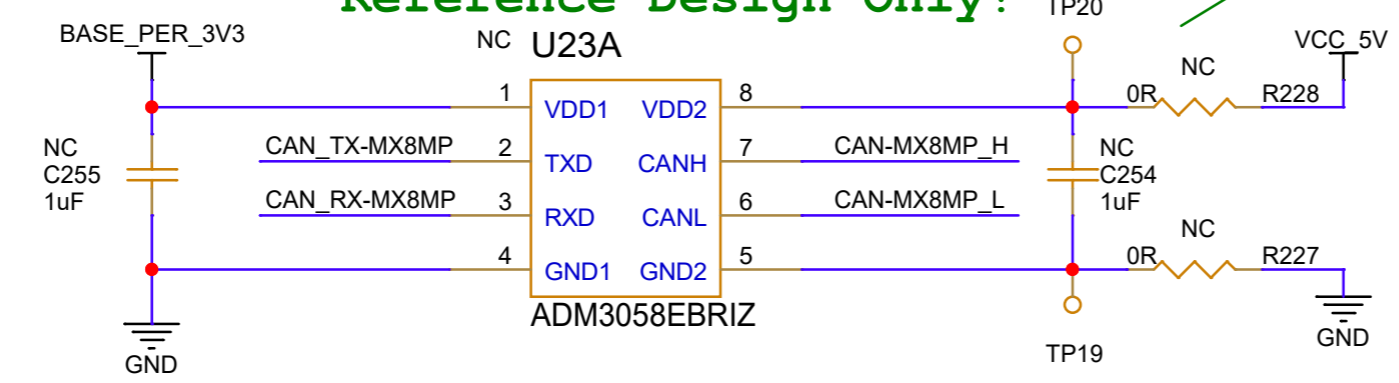 Reference Design Only!
TP20
BASE_PER_3V3
NC U23A
VCC_5V
NC
1 VDD1 VDD2 8
0R R228
NC
C255
1uF
CAN_TX-MX8MP 2 TXD CANH 7 CAN-MX8MP_H
NC
C254
1uF
CAN_RX-MX8MP 3 RXD CANL 6 CAN-MX8MP_L
NC
4 GND1 GND2 5
0R R227
ADM3058EBRIZ
GND
GND
TP19